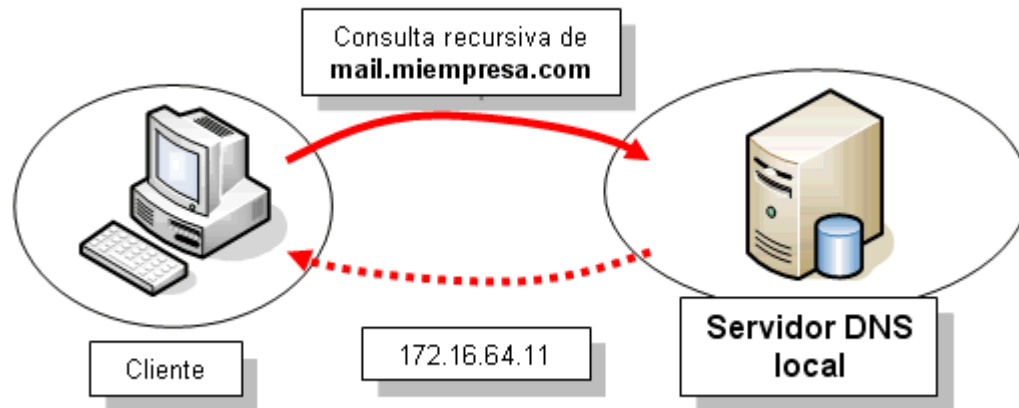 Consulta recursiva de
mail.miempresa.com
Cliente
172.16.64.11
Servidor DNS
local